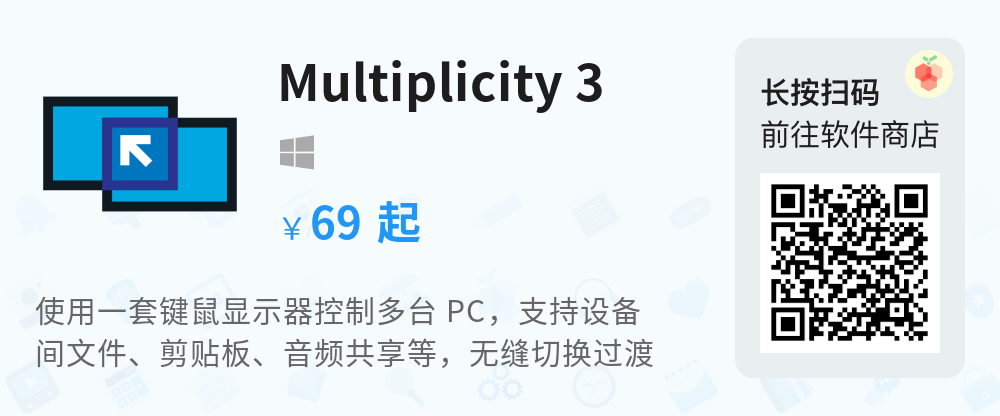 Multiplicity 3
¥ 69 起
使用一套键鼠显示器控制多台 PC，支持设备
间文件、剪贴板、音频共享等，无缝切换过渡
长按扫码
前往软件商店